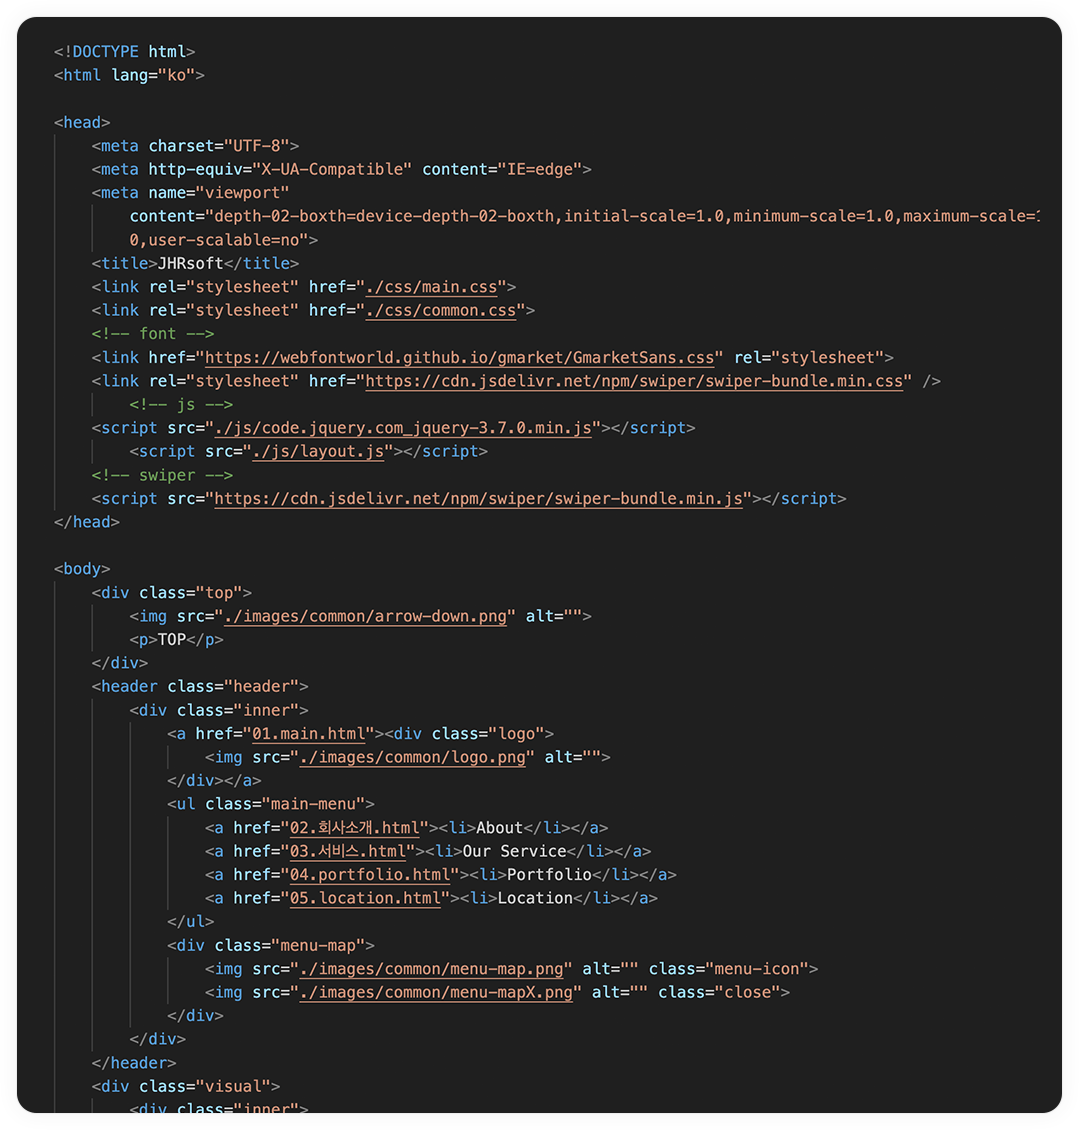 <!DOCTYPE html>
<html lang="ko">
<head>
<meta charset="UTF-8">
<meta http-equiv="X-UA-Compatible" content="IE=edge">
<meta name="viewport"
content="depth-02-boxth=device-depth-02-boxth,initial-scale=1.0,minimum-scale=1.0,maximum-scale=1
0,user-scalable=no">
<title>JHRsoft</title>
<link rel="stylesheet" href="./css/main.css">
<link rel="stylesheet" href="./css/common.css">
<!-- font -->
<link href="https://webfontworld.github.io/gmarket/GmarketSans.css" rel="stylesheet">
<link rel="stylesheet" href="https://cdn.jsdelivr.net/npm/swiper/swiper-bundle.min.css" />
<!-- js -->
<script src="./js/code.jquery.com_jquery-3.7.0.min.js"></script>
<script src="./js/layout.js"></script>
<!-- swiper -->
<script src="https://cdn.jsdelivr.net/npm/swiper/swiper-bundle.min.js"></script>
</head>
<body>
<div class="top">
<img src="./images/common/arrow-down.png" alt="">
<p>TOP</p>
</div>
<header class="header">
<div class="inner">
<a href="01.main.html"><div class="logo">
<img src="./images/common/logo.png" alt="">
</div></a>
<ul class="main-menu">
<a href="02.회사소개.html"><li>About</li></a>
<a href="03.서비스.html"><li>Our Service</li></a>
<a href="04.portfolio.html"><li>Portfolio</li></a>
<a href="05.location.html"><li>Location</li></a>
</ul>
<div class="menu-map">
<img src="./images/common/menu-map.png" alt="" class="menu-icon">
<img src="./images/common/menu-mapX.png" alt="" class="close">
</div>
</div>
</header>
<div class="visual">
<div class="inner">